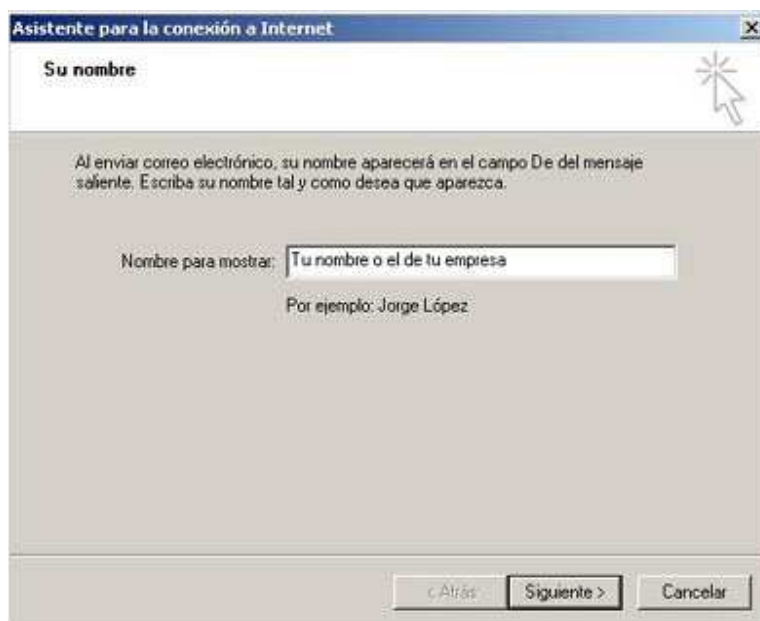 Asistente para la conexión a Internet
Su nombre
Al enviar correo electrónico, su nombre aparecerá en el campo De del mensaje
saliente. Escriba su nombre tal y como desea que aparezca.
Nombre para mostrar: Tu nombre o el de tu empresa
Por ejemplo: Jorge López
< Atrás Siguiente > Cancelar